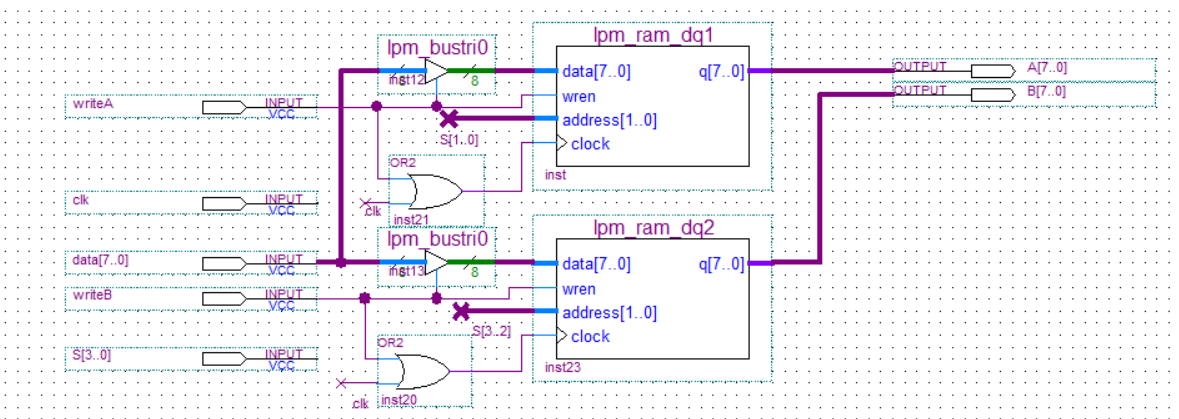 lpm_bustri0
8
inst12
8
lpm_ram_dq1
data[7..0]
q[7..0]
wren
address[1..0]
clock
inst
OUTPUT
A[7..0]
OUTPUT
B[7..0]
writeA
INPUT
VCC
S[1..0]
OR2
clk
inst21
clk
INPUT
VCC
lpm_bustri0
8
inst13
8
lpm_ram_dq2
data[7..0]
q[7..0]
wren
address[1..0]
clock
inst23
data[7..0]
INPUT
VCC
writeB
INPUT
VCC
S[3..2]
OR2
clk
inst20
S[3..0]
INPUT
VCC